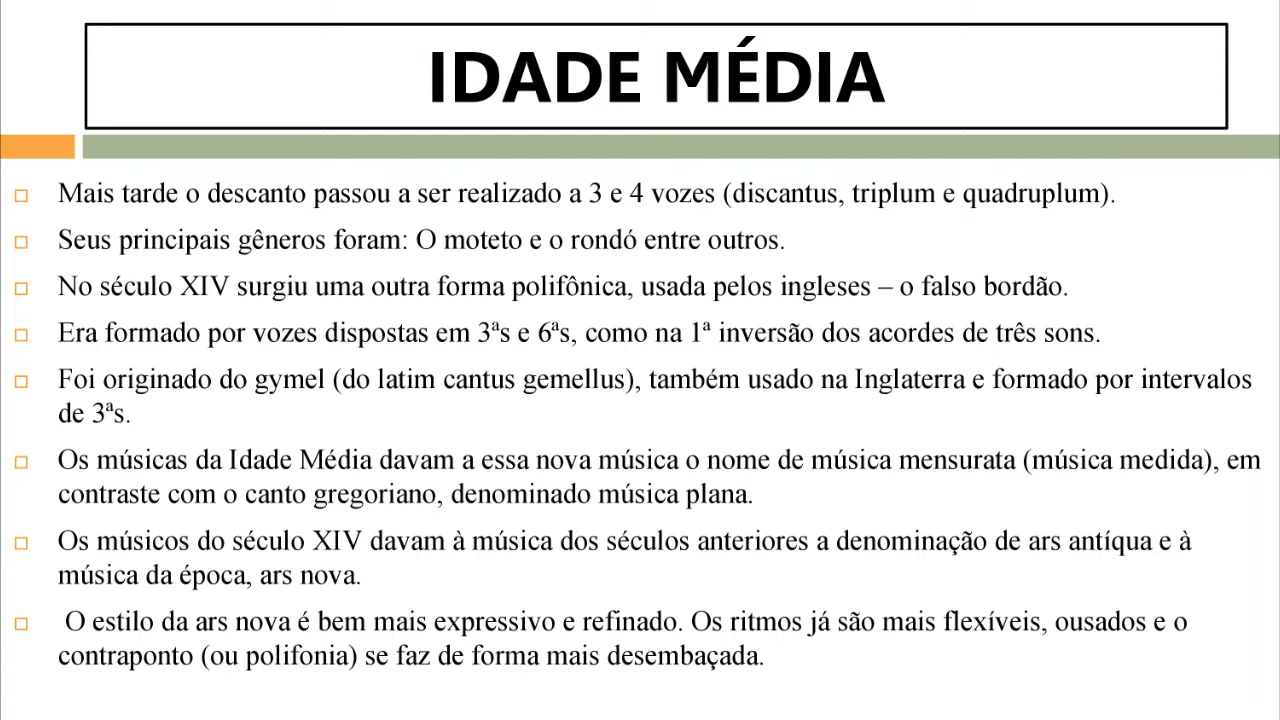 IDADE MÉDIA
Mais tarde o descanto passou a ser realizado a 3 e 4 vozes (discantus, triplum e quadruplum).
Seus principais gêneros foram: O moteto e o rondó entre outros.
No século XIV surgiu uma outra forma polifônica, usada pelos ingleses – o falso bordão.
Era formado por vozes dispostas em 3ªs e 6ªs, como na 1ª inversão dos acordes de três sons.
Foi originado do gymel (do latim cantus gemellus), também usado na Inglaterra e formado por intervalos
de 3ªs.
Os músicas da Idade Média davam a essa nova música o nome de música mensurata (música medida), em
contraste com o canto gregoriano, denominado música plana.
Os músicos do século XIV davam à música dos séculos anteriores a denominação de ars antíqua e à
música da época, ars nova.
O estilo da ars nova é bem mais expressivo e refinado. Os ritmos já são mais flexíveis, ousados e o
contraponto (ou polifonia) se faz de forma mais desembaçada.